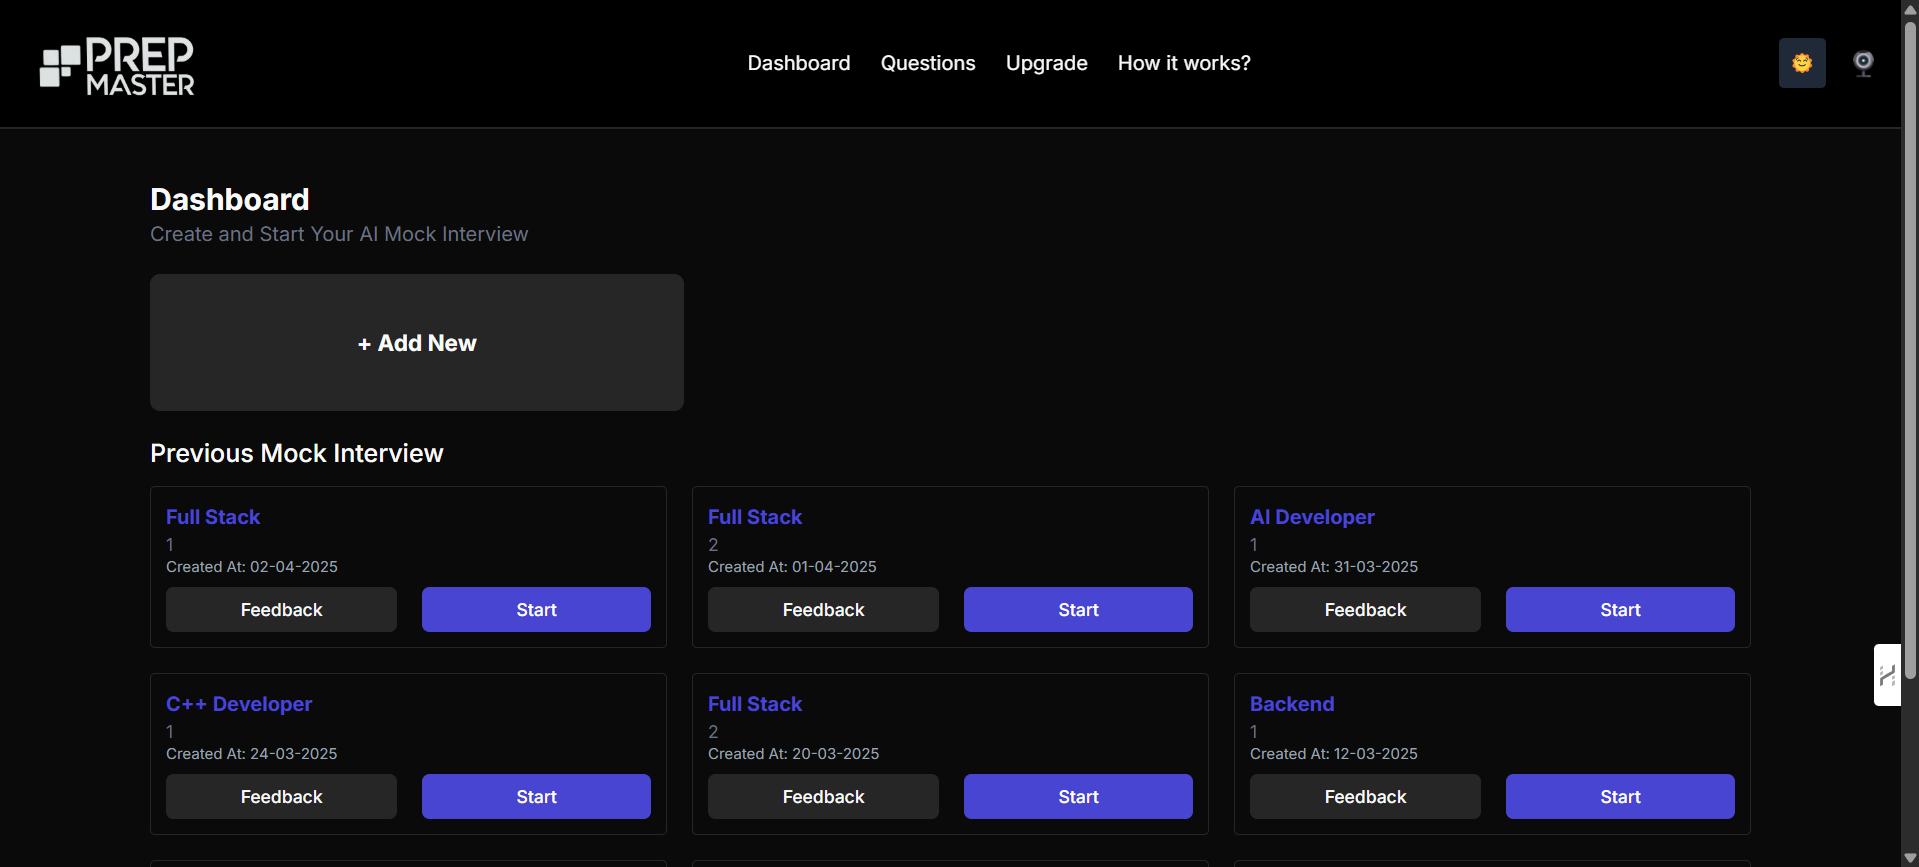 PREP
MASTER
Dashboard Questions Upgrade How it works?
Dashboard
Create and Start Your AI Mock Interview
+ Add New
Previous Mock Interview
Full Stack
1
Created At: 02-04-2025
Feedback Start
Full Stack
2
Created At: 01-04-2025
Feedback Start
AI Developer
1
Created At: 31-03-2025
Feedback Start
C++ Developer
1
Created At: 24-03-2025
Feedback Start
Full Stack
2
Created At: 20-03-2025
Feedback Start
Backend
1
Created At: 12-03-2025
Feedback Start